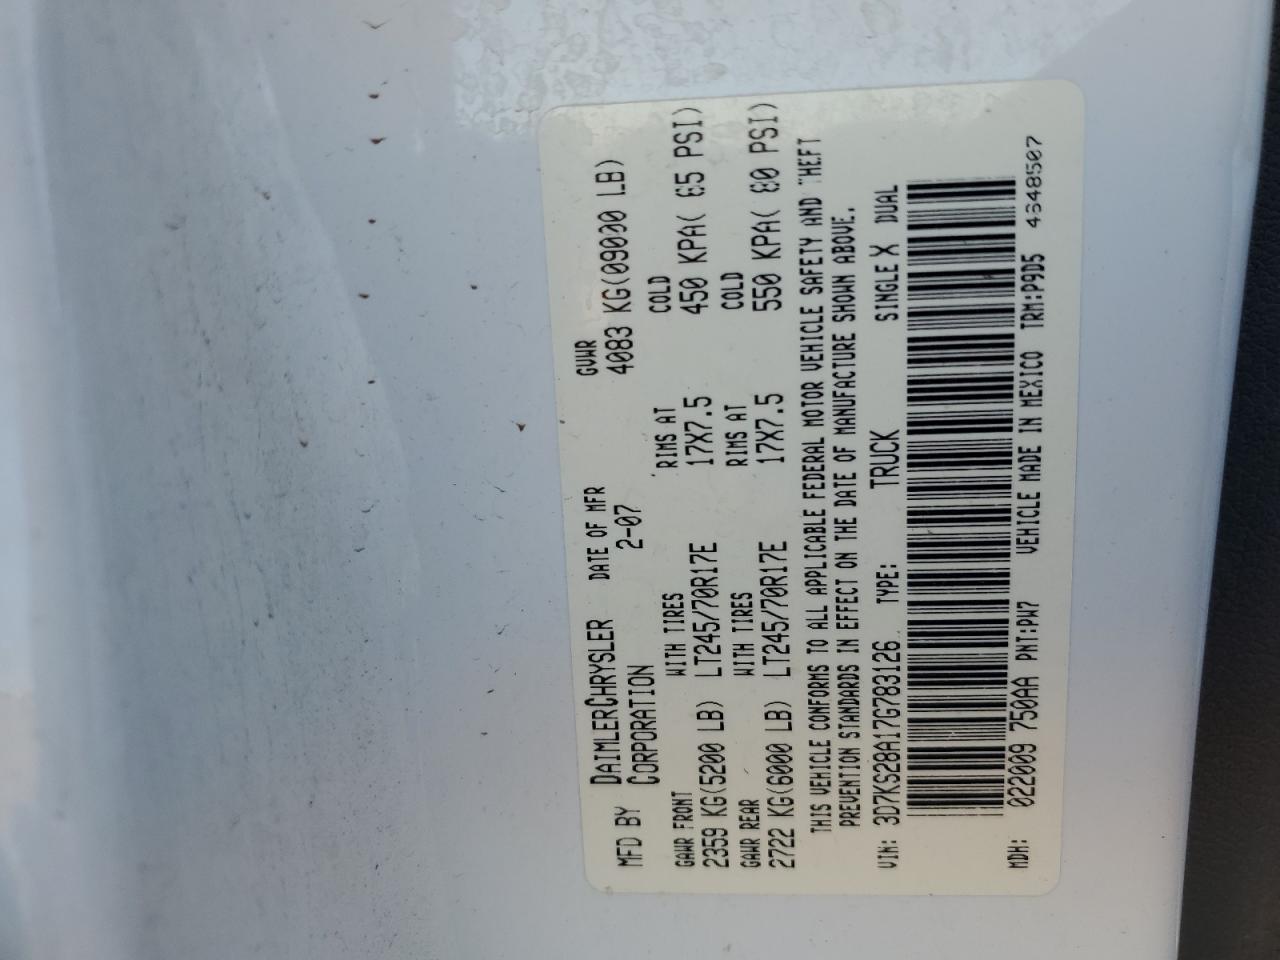 MFD BY DAIMLERCHRYSLER DATE OF MFR GVWR
CORPORATION 2-07 4083 KG(09000 LB)
GAWR FRONT WITH TIRES RIMS AT COLD
2359 KG(5200 LB) LT245/70R17E 17X7.5 450 KPA( 65 PSI)
GAWR REAR WITH TIRES RIMS AT COLD
2722 KG(6000 LB) LT245/70R17E 17X7.5 550 KPA( 80 PSI)
THIS VEHICLE CONFORMS TO ALL APPLICABLE FEDERAL MOTOR VEHICLE SAFETY AND THEFT
PREVENTION STANDARDS IN EFFECT ON THE DATE OF MANUFACTURE SHOWN ABOVE.
VIN: 3D7KS28A17G783126 TYPE: TRUCK SINGLE X DUAL
MDH: 022009 750AA PNT:PW7 VEHICLE MADE IN MEXICO TRM:P9D5 4348507